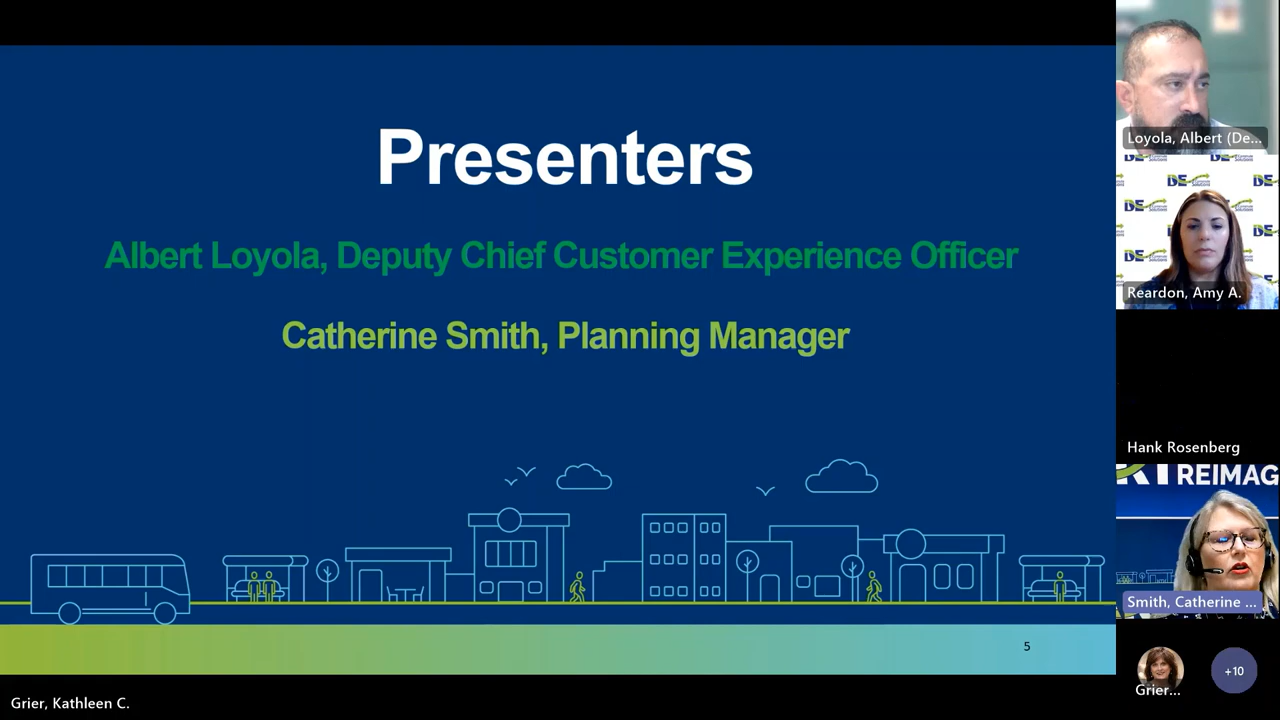 Presenters
Albert Loyola, Deputy Chief Customer Experience Officer
Catherine Smith, Planning Manager
5
Grier, Kathleen C.
Loyola, Albert (De...
DE
Reardon, Amy A.
Hank Rosenberg
REIMAG
Smith, Catherine ...
Grier...
+10